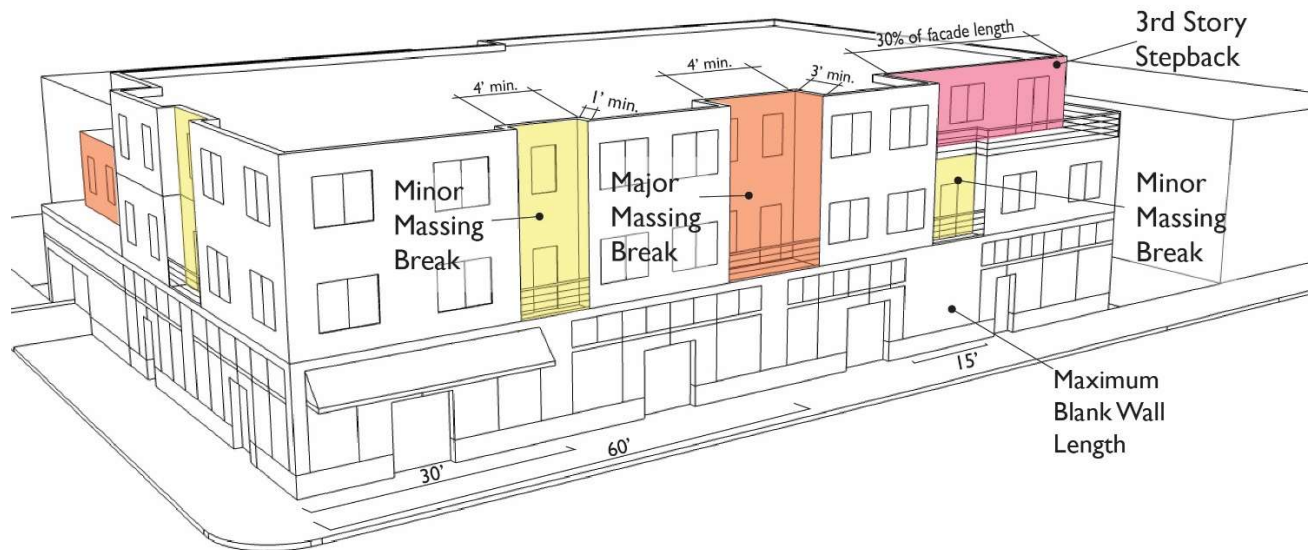 3rd Story
Stepback
30% of facade length
4' min.
1' min.
4' min.
3' min.
Minor
Massing
Break
Major
Massing
Break
Minor
Massing
Break
15'
Maximum
Blank Wall
Length
30'
60'